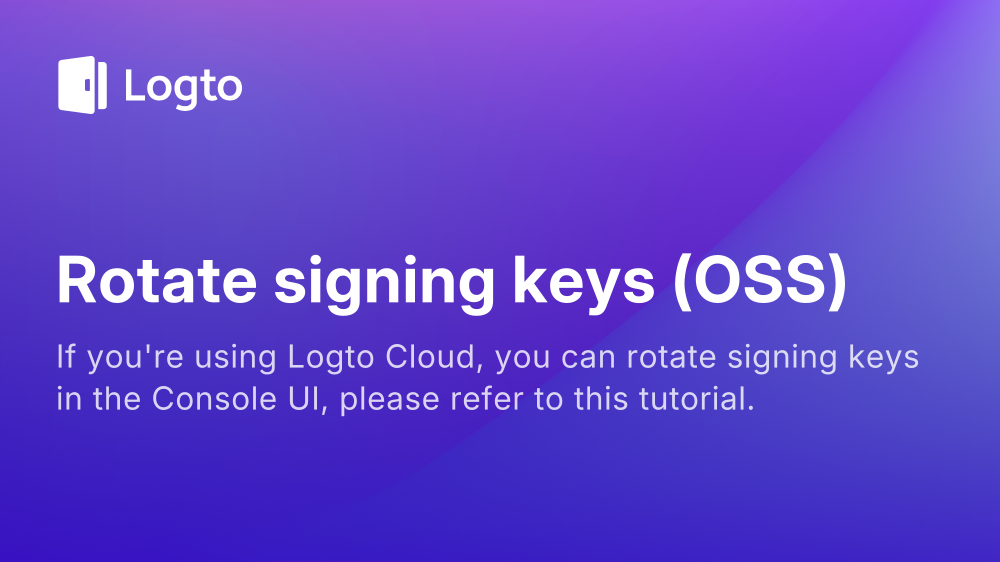 Logto
Rotate signing keys (OSS)
If you're using Logto Cloud, you can rotate signing keys
in the Console UI, please refer to this tutorial.